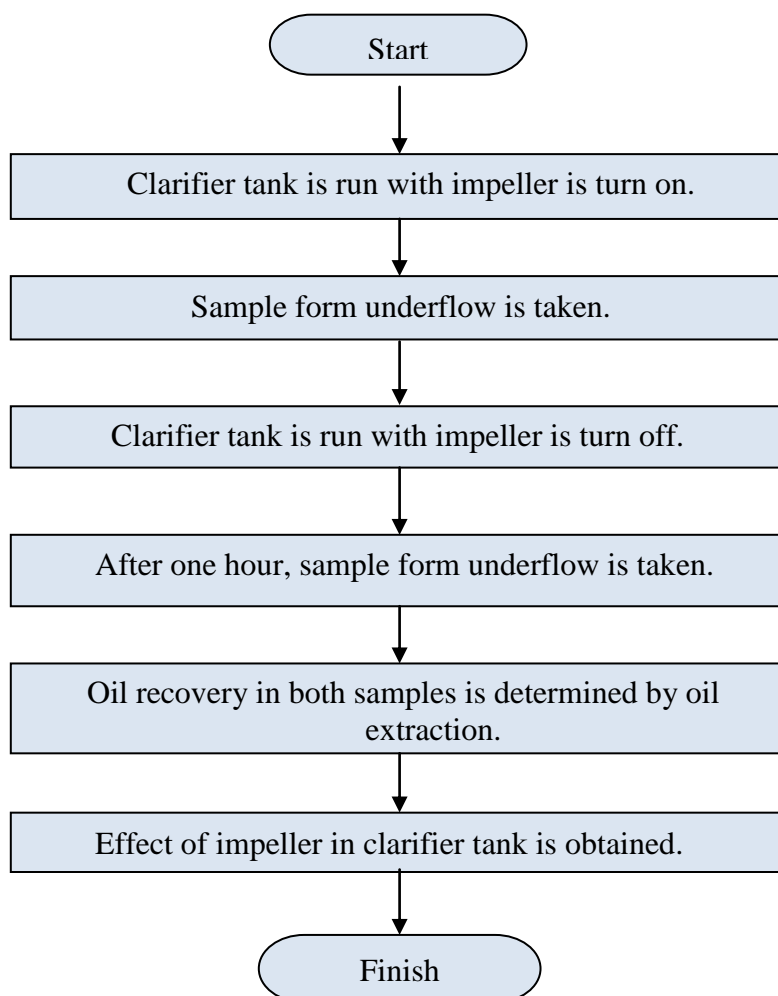 Start
Clarifier tank is run with impeller is turn on.
Sample form underflow is taken.
Clarifier tank is run with impeller is turn off.
After one hour, sample form underflow is taken.
Oil recovery in both samples is determined by oil
extraction.
Effect of impeller in clarifier tank is obtained.
Finish